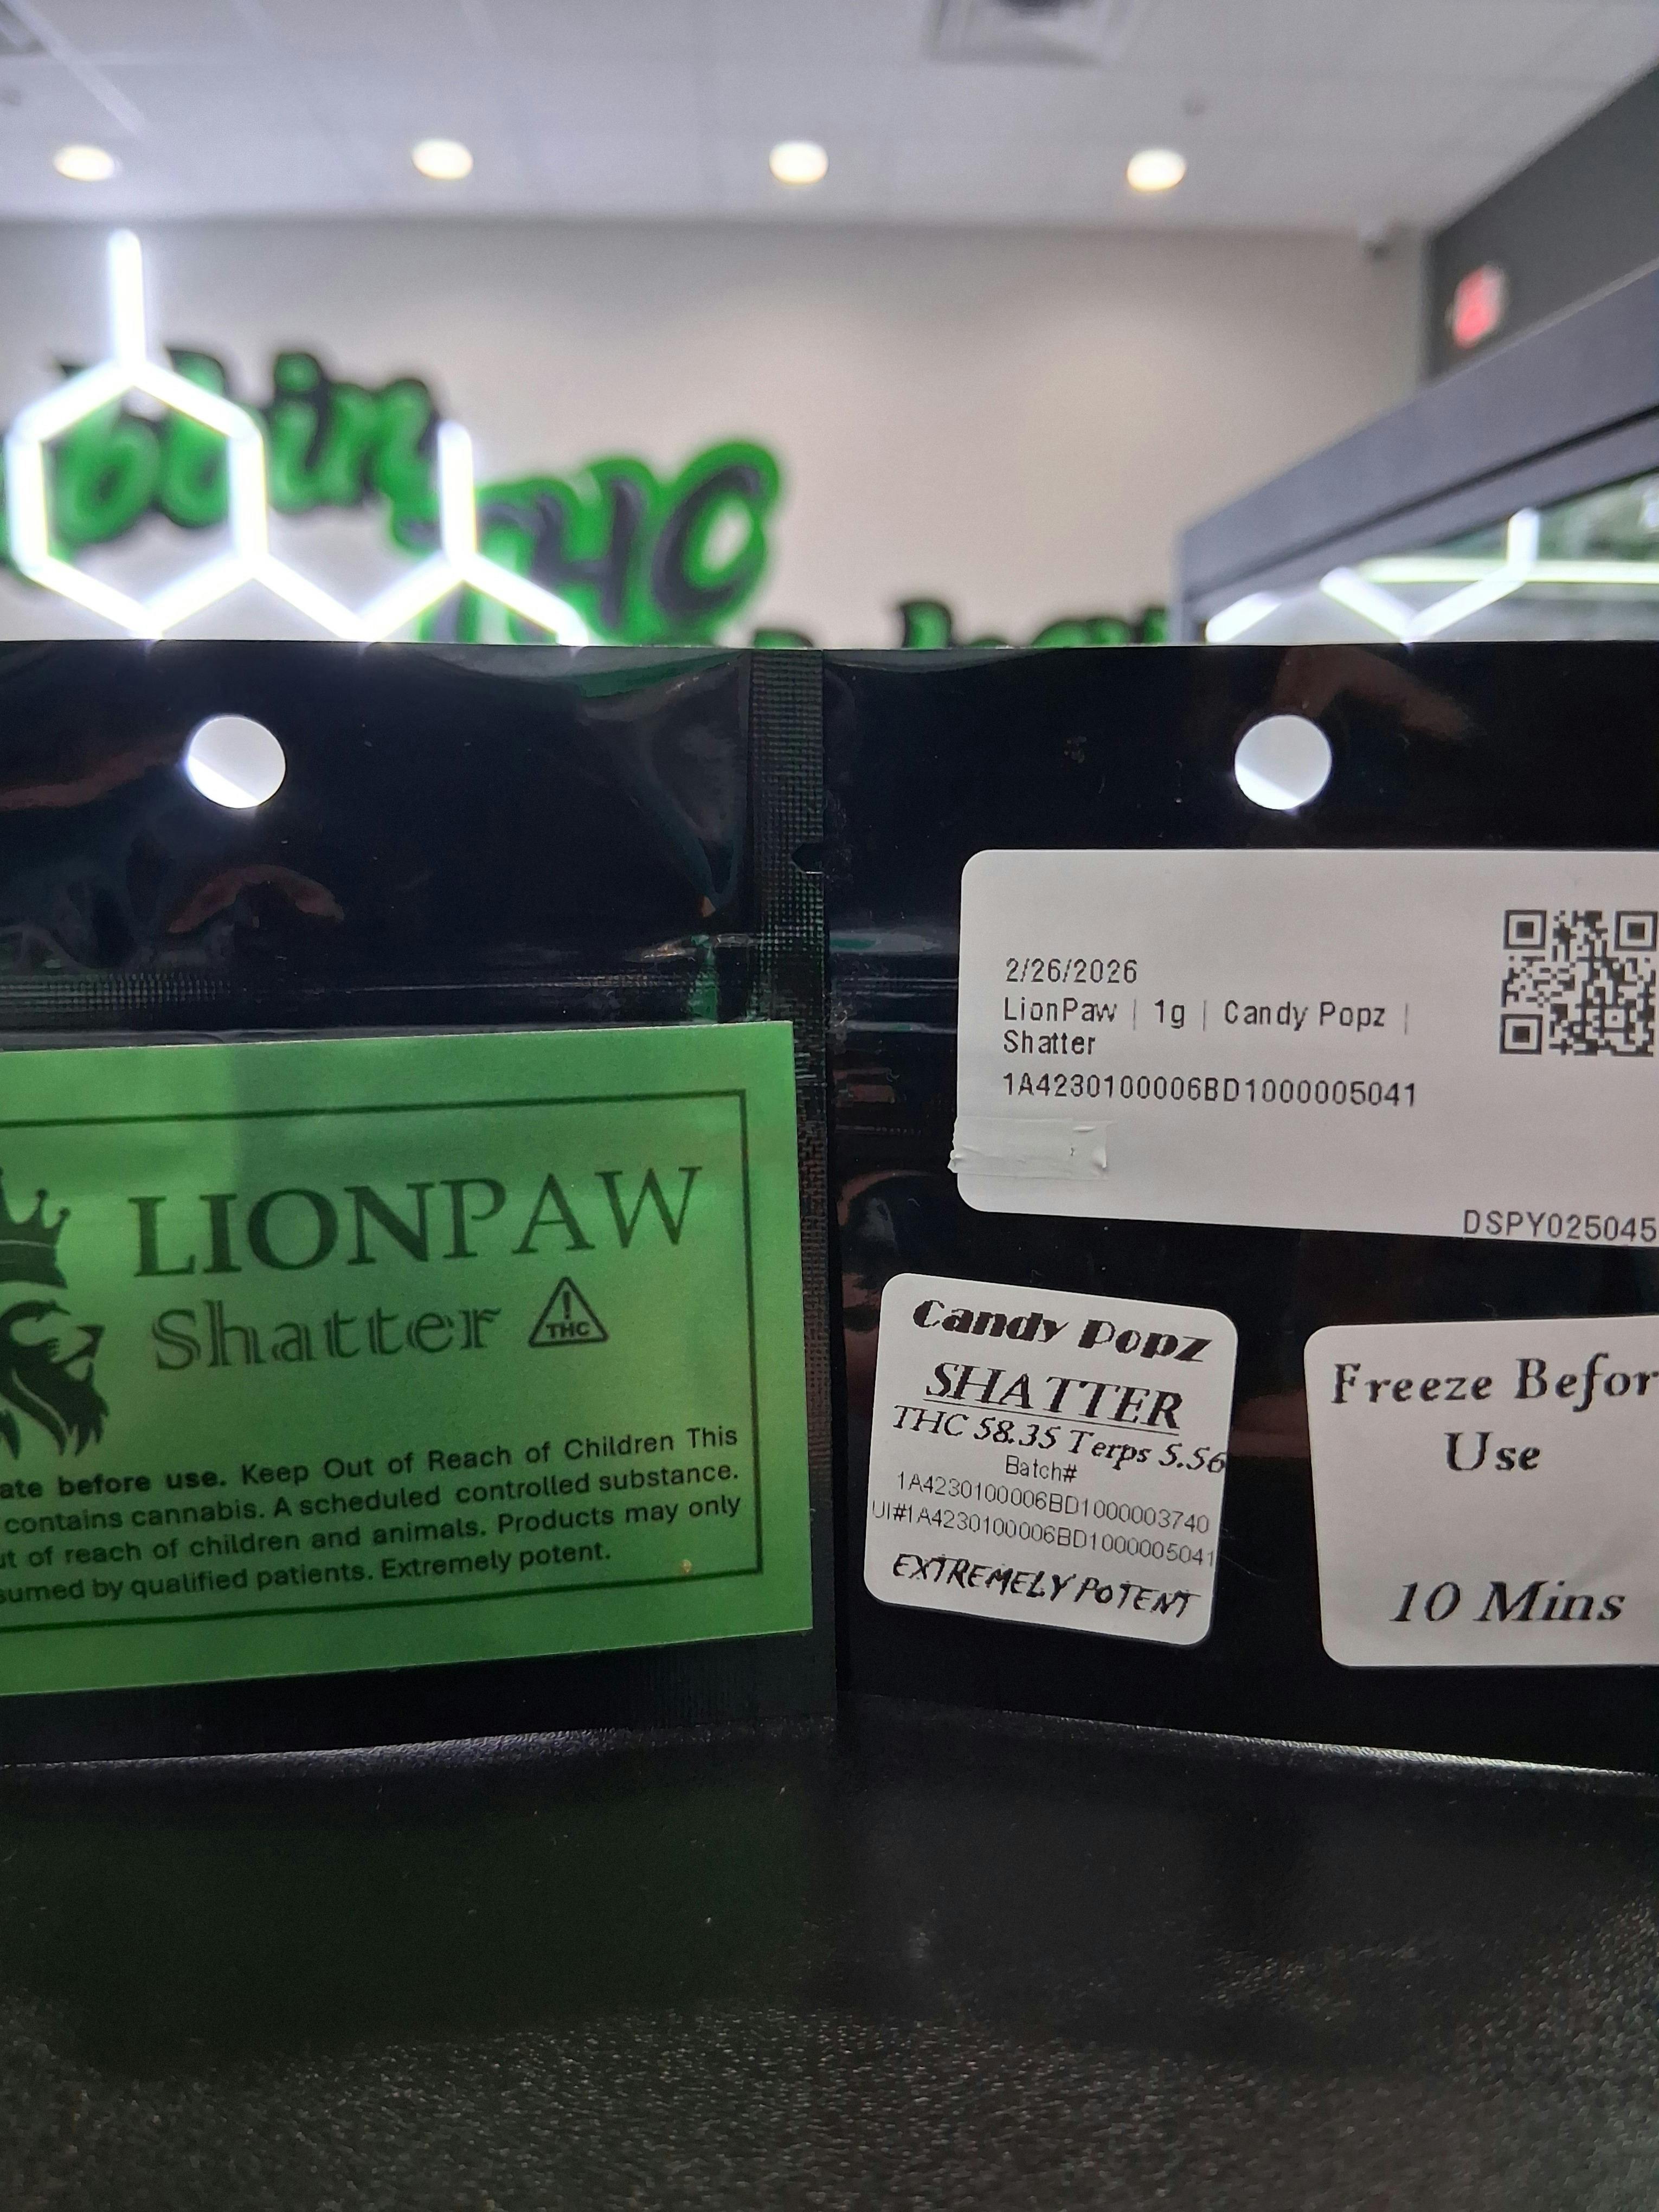 THC
LIONPAW
Shatter
! THC
ate before use. Keep Out of Reach of Children This
contains cannabis. A scheduled controlled substance.
ut of reach of children and animals. Products may only
sumed by qualified patients. Extremely potent.
2/26/2026
LionPaw | 1g | Candy Popz |
Shatter
1A4230100006BD1000005041
DSPY025045
Candy Popz
SHATTER
THC 58.35 Terps 5.56
Batch#
1A4230100006BD1000003740
UI#1A4230100006BD1000005041
EXTREMELY POTENT
Freeze Befor
Use
10 Mins